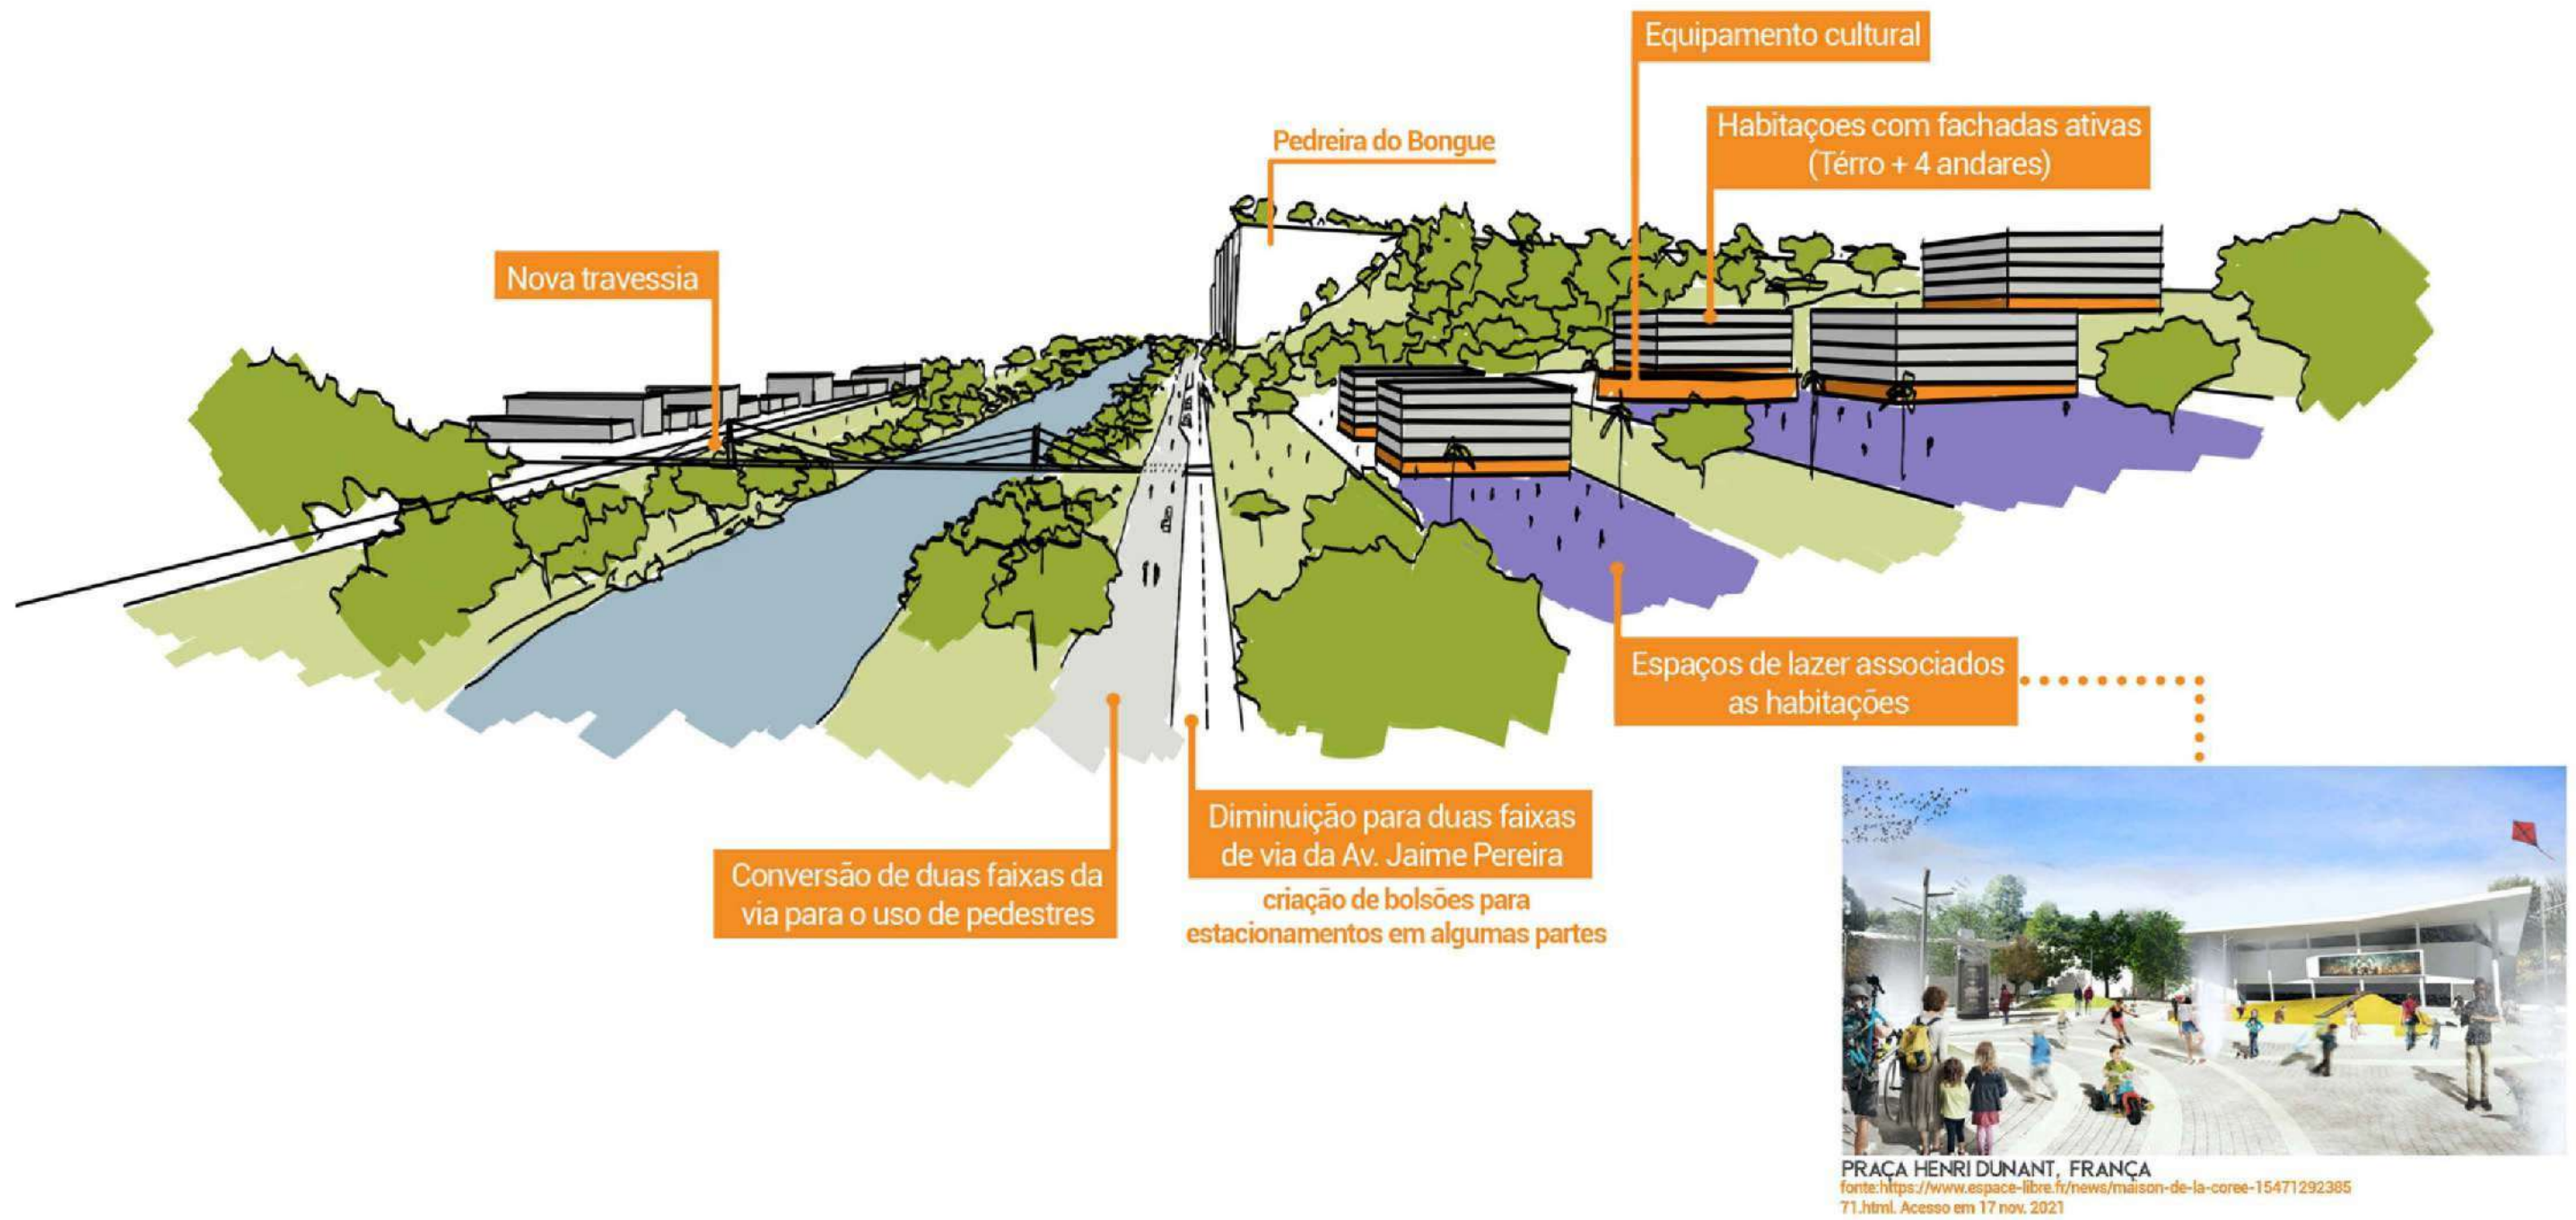 Equipamento cultural
Habitaçoes com fachadas ativas
(Térro + 4 andares)
Pedreira do Bongue
Nova travessia
Espaços de lazer associados
as habitações
Diminuição para duas faixas
de via da Av. Jaime Pereira
criação de bolsões para
estacionamentos em algumas partes
Conversão de duas faixas da
via para o uso de pedestres
PRAÇA HENRI DUNANT, FRANÇA
fonte:https://www.espace-libre.fr/news/maison-de-la-coree-15471292385
71.html. Acesso em 17 nov. 2021